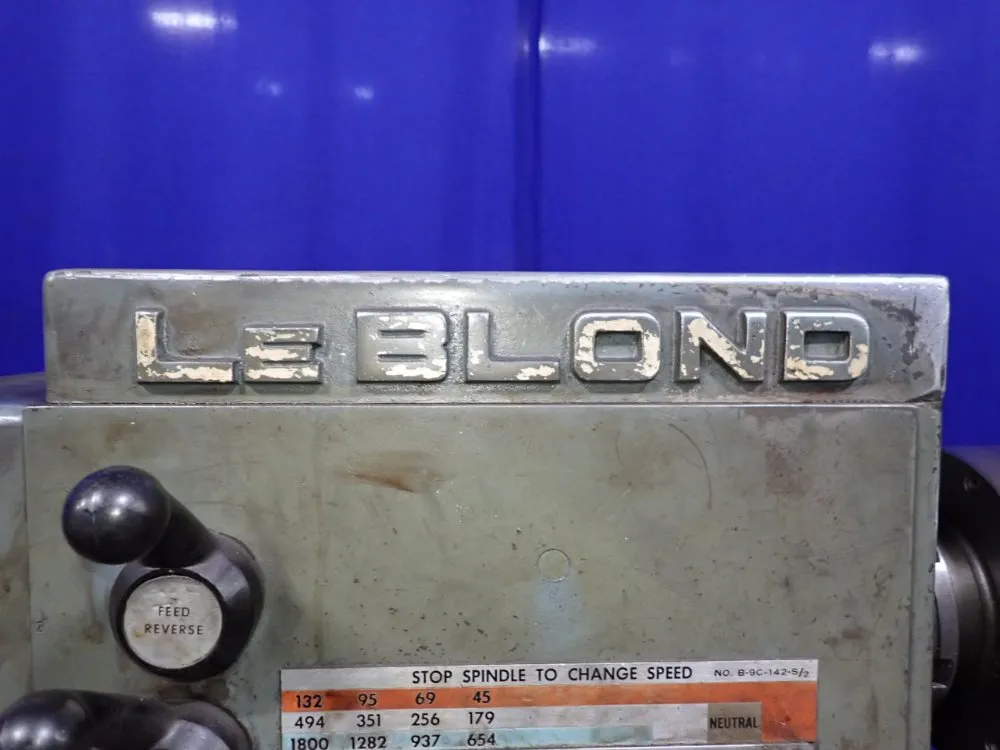 LEBLOND
FEED
REVERSE
STOP SPINDLE TO CHANGE SPEED NO. B-9C-142-S/2
132 95 69 45
494 351 256 179 NEUTRAL
1800 1282 937 654